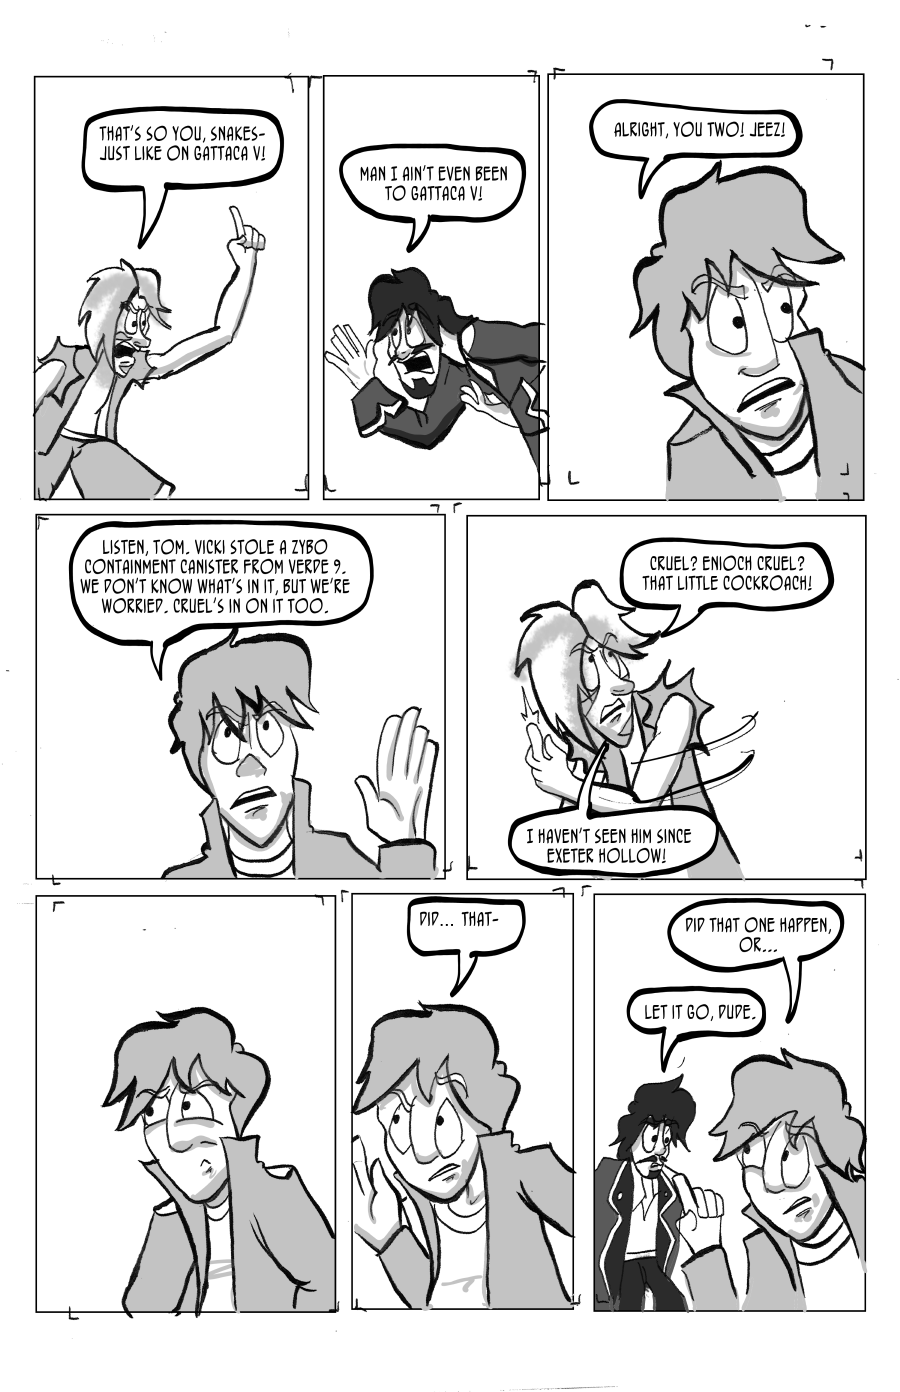 THAT'S SO YOU, SNAKES-
JUST LIKE ON GATTACA V!
MAN I AIN'T EVEN BEEN
TO GATTACA V!
ALRIGHT, YOU TWO! JEEZ!
LISTEN, TOM. VICKI STOLE A ZYBO
CONTAINMENT CANISTER FROM VERDE 9.
WE DON'T KNOW WHAT'S IN IT, BUT WE'RE
WORRIED. CRUEL'S IN ON IT TOO.
CRUEL? ENIOCH CRUEL?
THAT LITTLE COCKROACH!
I HAVEN'T SEEN HIM SINCE
EXETER HOLLOW!
DID... THAT-
DID THAT ONE HAPPEN,
OR...
LET IT GO, DUDE.